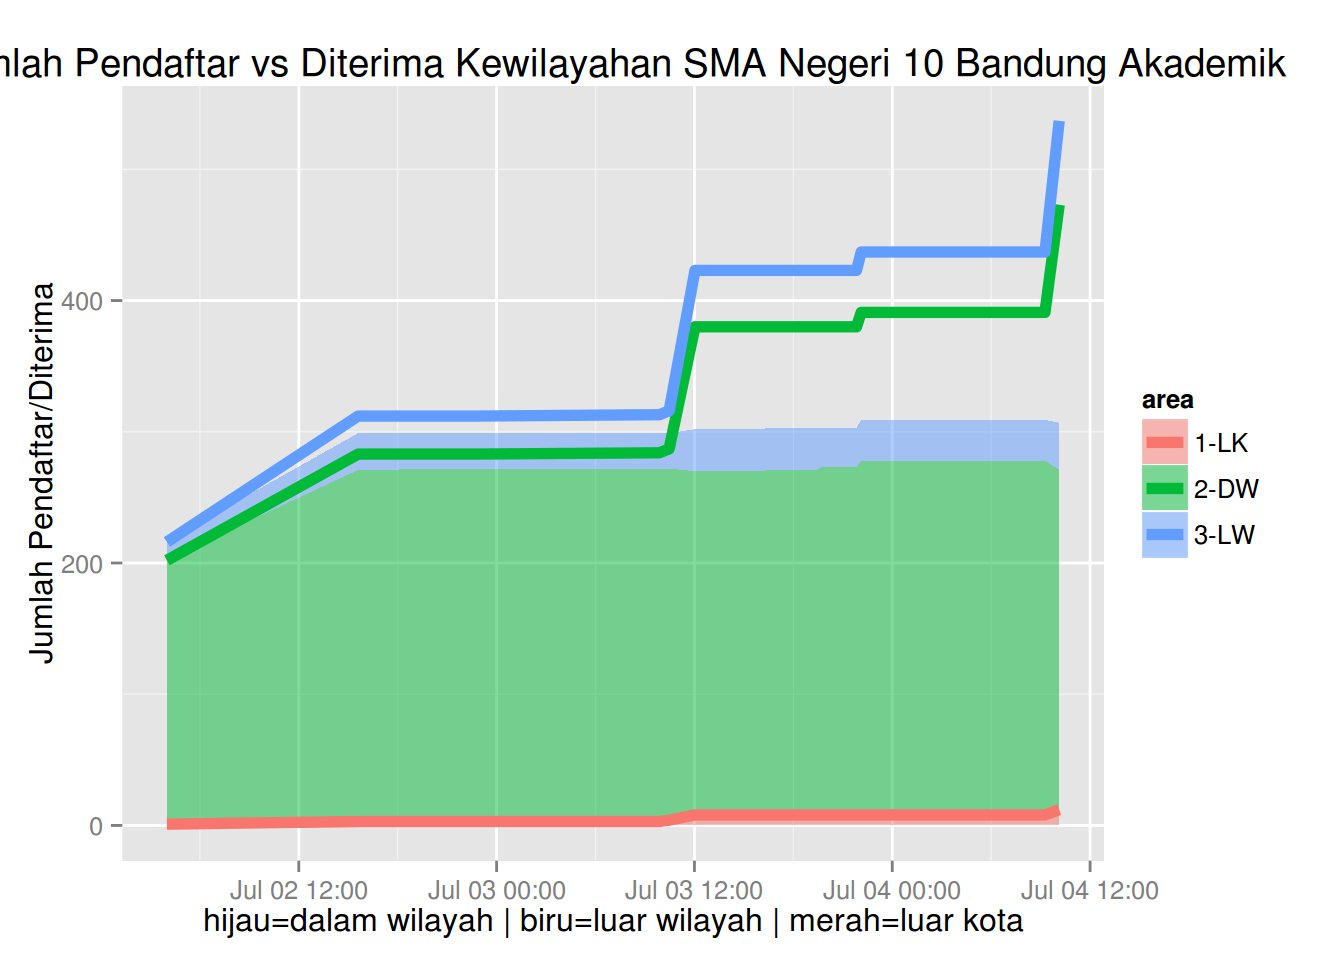 Pendaftar vs Diterima Kewilayahan SMA Negeri 10 Bandung Akademik
Jumlah Pendaftar/Diterima
400
200
0
area
1-LK
2-DW
3-LW
Jul 02 12:00 Jul 03 00:00 Jul 03 12:00 Jul 04 00:00 Jul 04 12:00
hijau=dalam wilayah | biru=luar wilayah | merah=luar kota